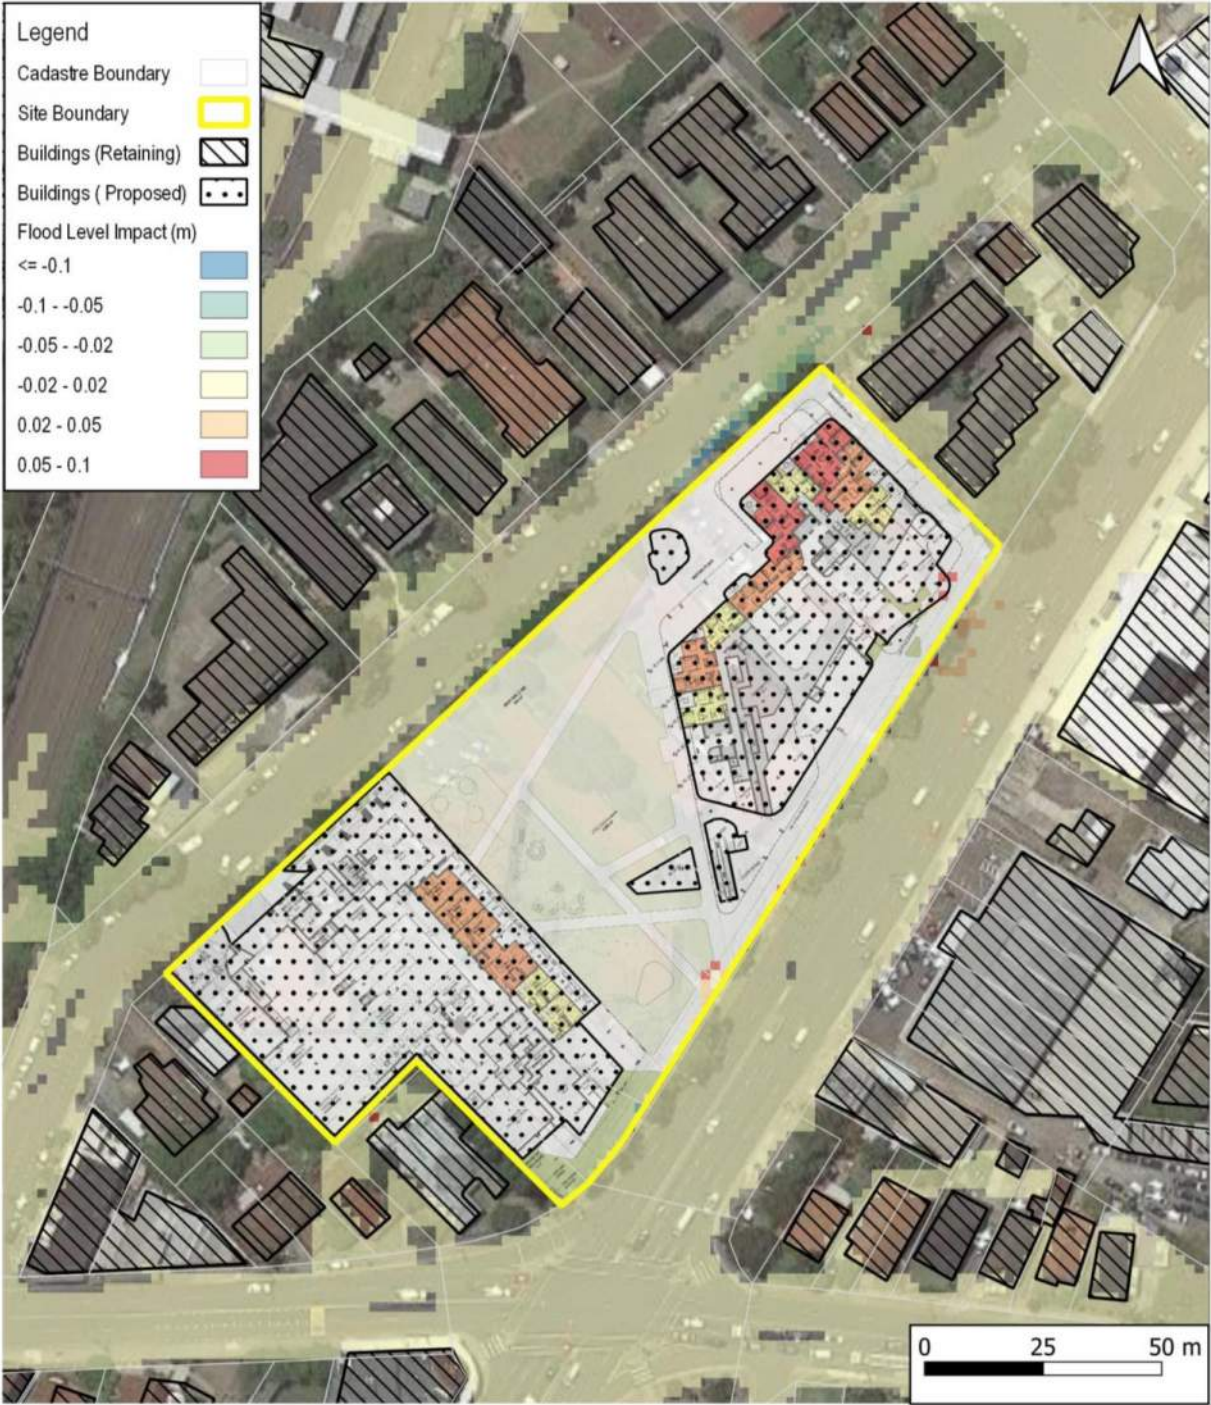 Legend
Cadastre Boundary
Site Boundary
Buildings (Retaining)
Buildings ( Proposed)
Flood Level Impact (m)
<= -0.1
-0.1 - -0.05
-0.05 - -0.02
-0.02 - 0.02
0.02 - 0.05
0.05 - 0.1
0 25 50 m